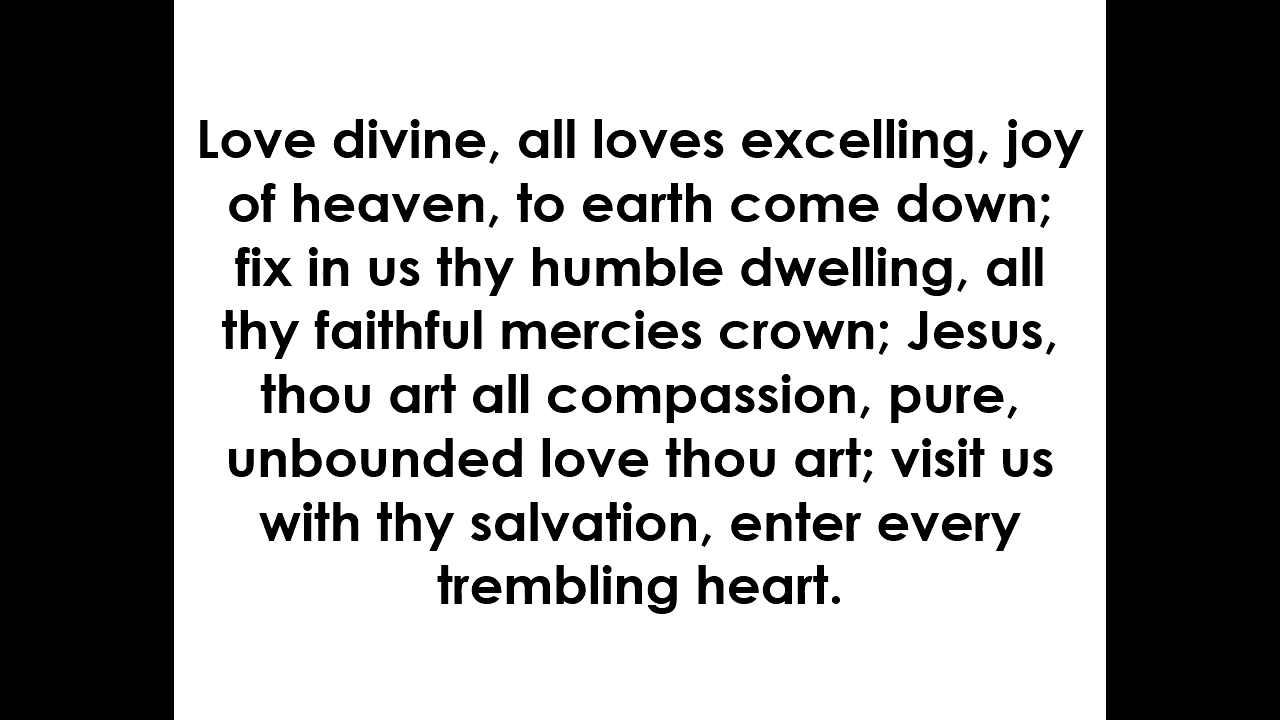 Love divine, all loves excelling, joy
of heaven, to earth come down;
fix in us thy humble dwelling, all
thy faithful mercies crown; Jesus,
thou art all compassion, pure,
unbounded love thou art; visit us
with thy salvation, enter every
trembling heart.